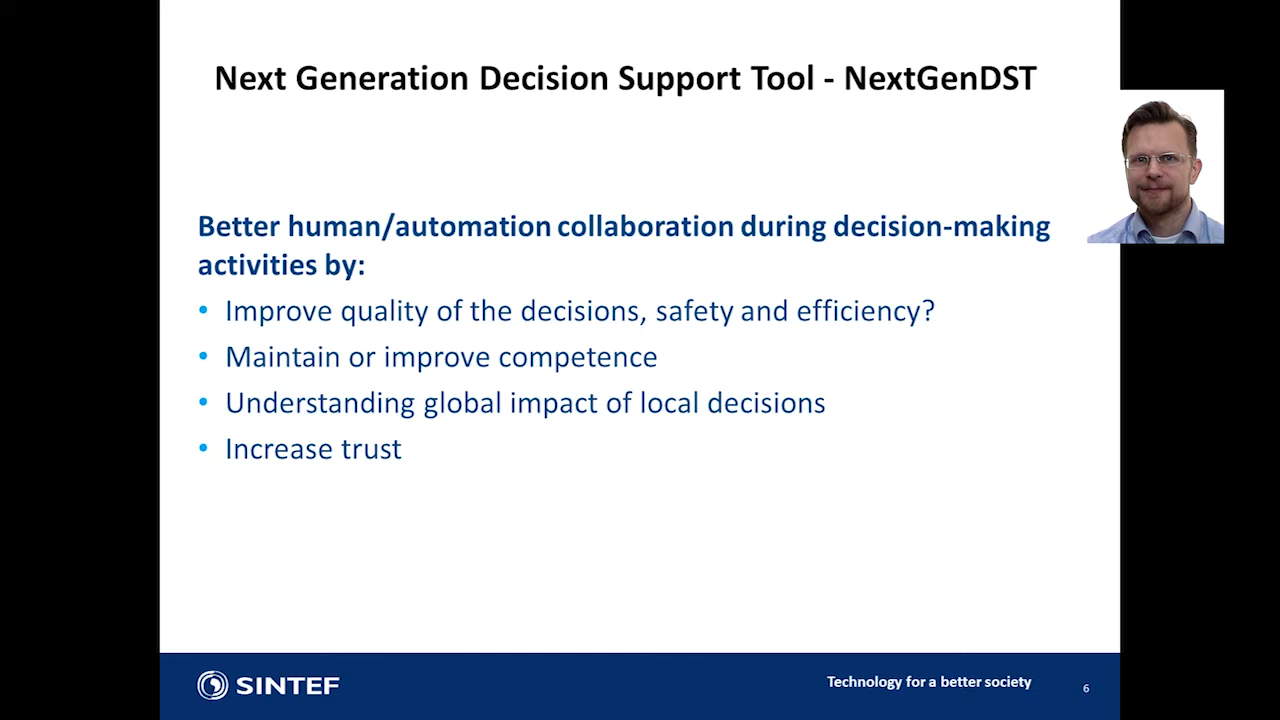 Next Generation Decision Support Tool - NextGenDST
Better human/automation collaboration during decision-making
activities by:
• Improve quality of the decisions, safety and efficiency?
• Maintain or improve competence
• Understanding global impact of local decisions
• Increase trust
SINTEF
Technology for a better society
6